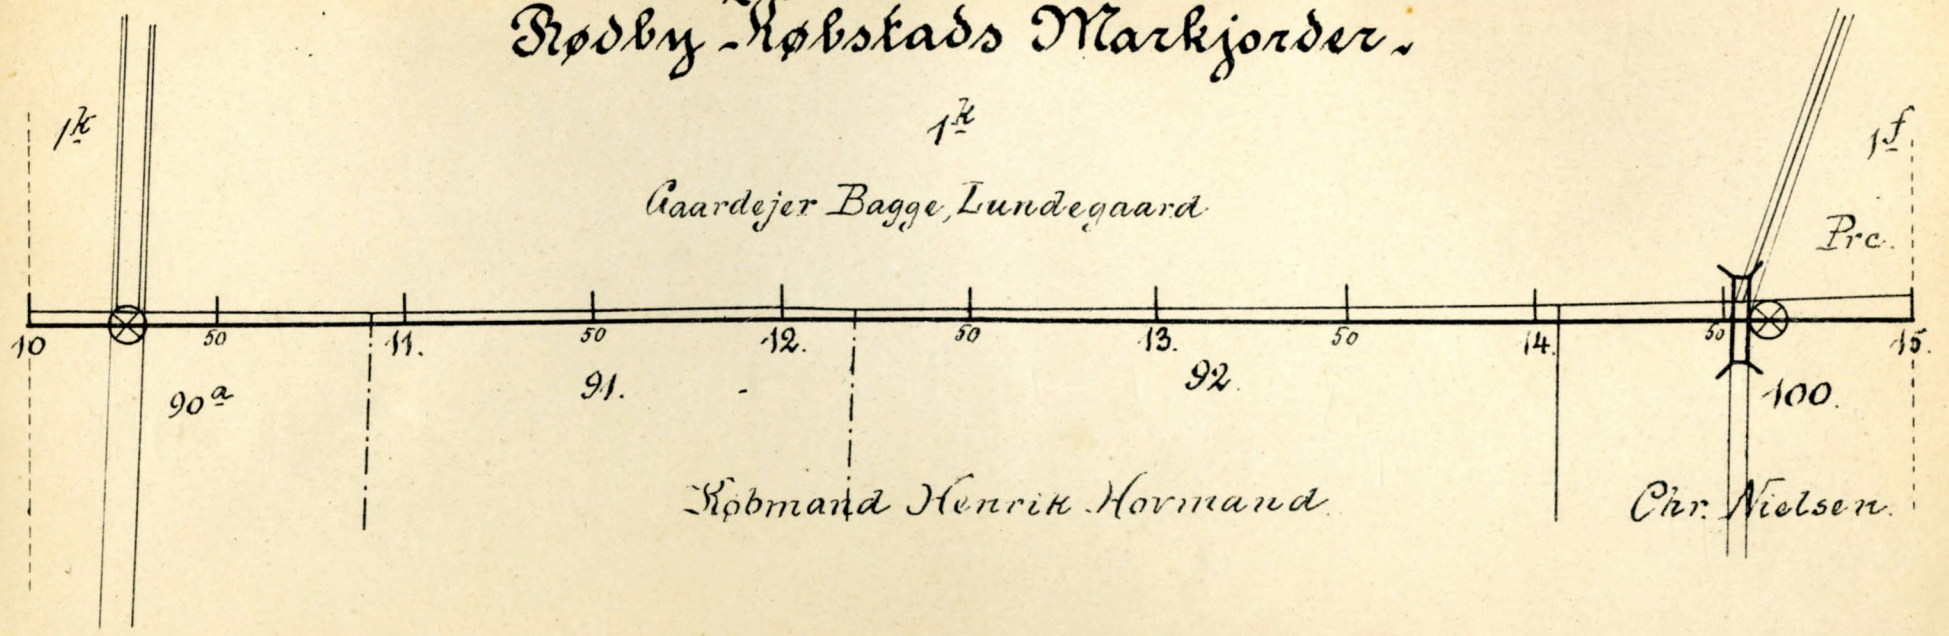 Rødby Købstads Markjorder.
1k 1k 1f
Gaardejer Bagge, Lundegaard
Prc.
10 50 11. 50 12. 50 13. 50 14. 50 15.
90a 91. 92. 100.
Købmand Henrik Hovmand Chr. Nielsen.